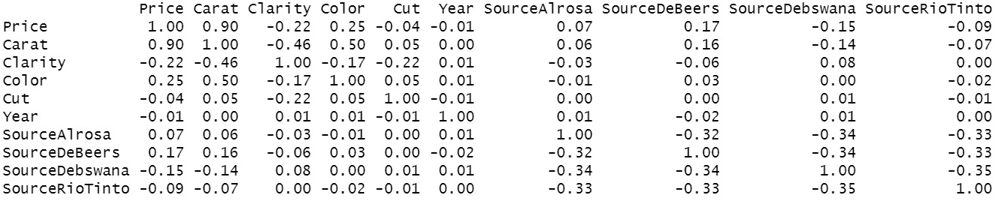 Price Carat Clarity Color Cut Year SourceAlrosa SourceDeBeers SourceDebswana SourceRioTinto
Price 1.00 0.90 -0.22 0.25 -0.04 -0.01 0.07 0.17 -0.15 -0.09
Carat 0.90 1.00 -0.46 0.50 0.05 0.00 0.06 0.16 -0.14 -0.07
Clarity -0.22 -0.46 1.00 -0.17 -0.22 0.01 -0.03 -0.06 0.08 0.00
Color 0.25 0.50 -0.17 1.00 0.05 0.01 -0.01 0.03 0.00 -0.02
Cut -0.04 0.05 -0.22 0.05 1.00 -0.01 0.00 0.00 0.01 -0.01
Year -0.01 0.00 0.01 0.01 -0.01 1.00 0.01 -0.02 0.01 0.00
SourceAlrosa 0.07 0.06 -0.03 -0.01 0.00 0.01 1.00 -0.32 -0.34 -0.33
SourceDeBeers 0.17 0.16 -0.06 0.03 0.00 -0.02 -0.32 1.00 -0.34 -0.33
SourceDebswana -0.15 -0.14 0.08 0.00 0.01 0.01 -0.34 -0.34 1.00 -0.35
SourceRioTinto -0.09 -0.07 0.00 -0.02 -0.01 0.00 -0.33 -0.33 -0.35 1.00